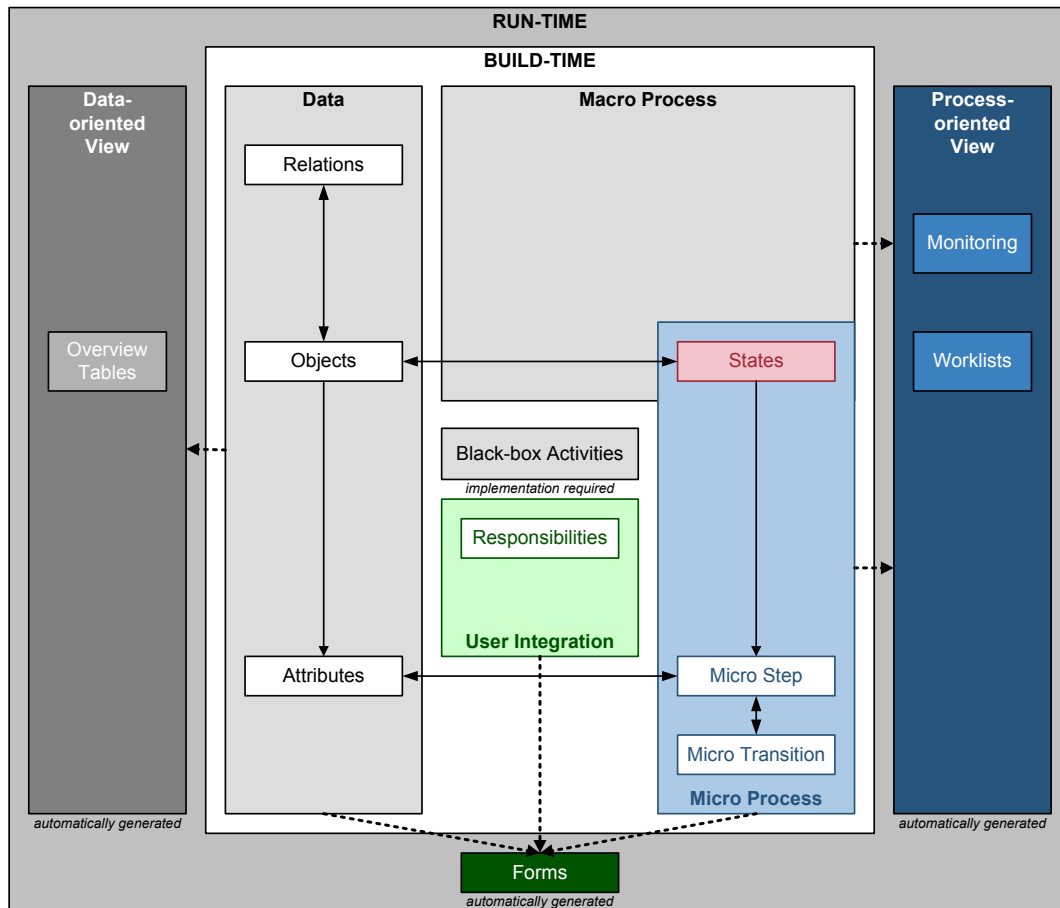 RUN-TIME
BUILD-TIME
Data-
oriented
View
Data
Macro Process
Process-
oriented
View
Relations
Monitoring
Overview
Tables
Objects
States
Worklists
Black-box Activities
implementation required
Responsibilities
User Integration
Attributes
Micro Step
Micro Transition
Micro Process
automatically generated
automatically generated
Forms
automatically generated